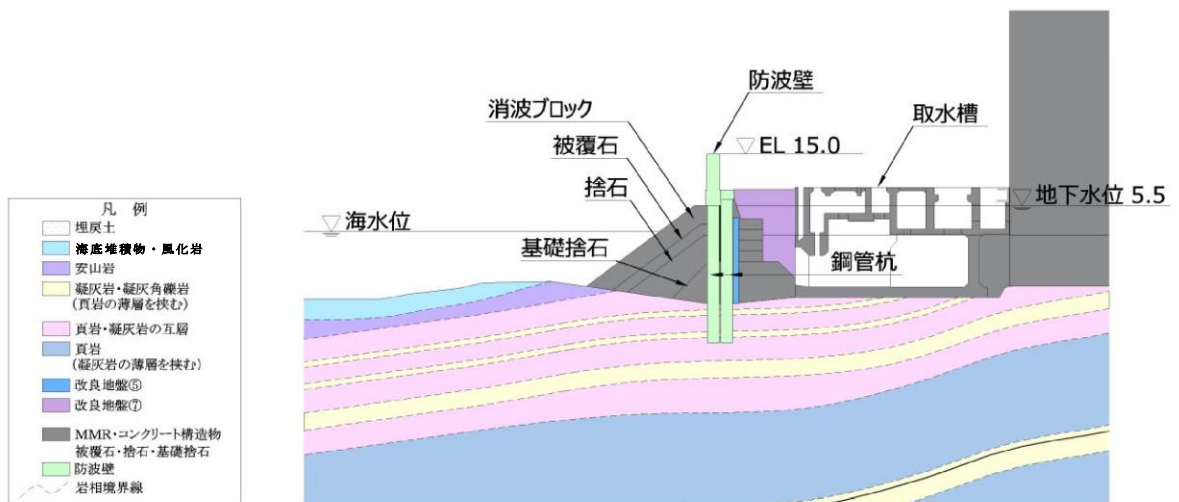 防波壁
消波ブロック
取水槽
被覆石
▽ EL 15.0
捨石
▽ 地下水位 5.5
▽ 海水位
基礎捨石
鋼管杭
凡 例
埋戻土
海底堆積物・風化岩
安山岩
凝灰岩・凝灰角礫岩
(頁岩の薄層を挟む)
頁岩・凝灰岩の互層
頁岩
(凝灰岩の薄層を挟む)
改良地盤⑤
改良地盤⑦
MMR・コンクリート構造物
被覆石・捨石・基礎捨石
防波壁
岩相境界線